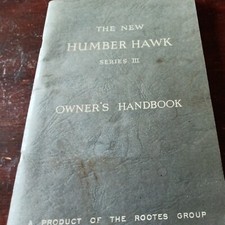 THE NEW
HUMBER HAWK
SERIES III
OWNER'S HANDBOOK
A PRODUCT OF THE ROOTES GROUP